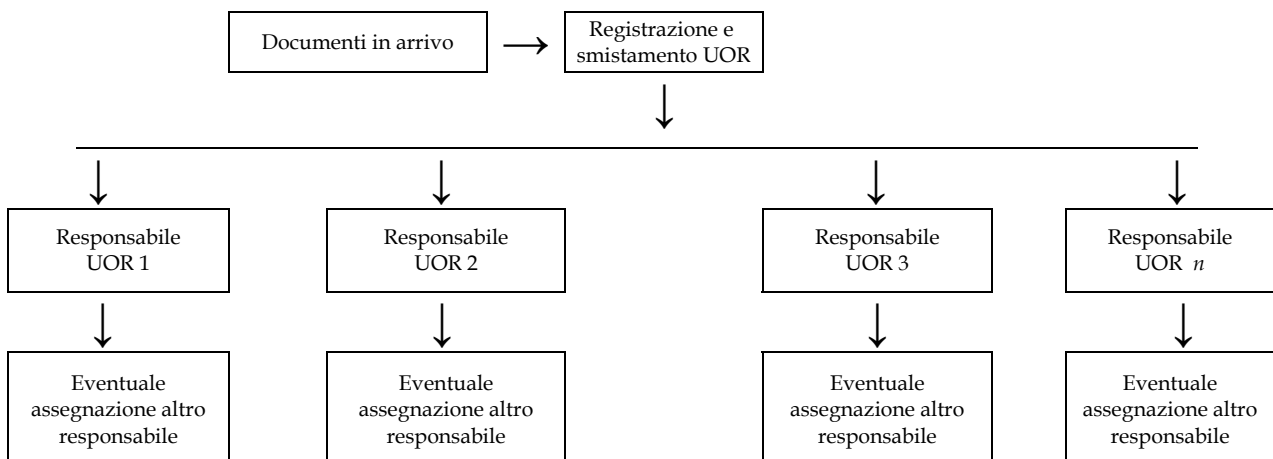 Documenti in arrivo
Registrazione e
smistamento UOR
Responsabile
UOR 1
Responsabile
UOR 2
Responsabile
UOR 3
Responsabile
UOR n
Eventuale
assegnazione altro
responsabile
Eventuale
assegnazione altro
responsabile
Eventuale
assegnazione altro
responsabile
Eventuale
assegnazione altro
responsabile